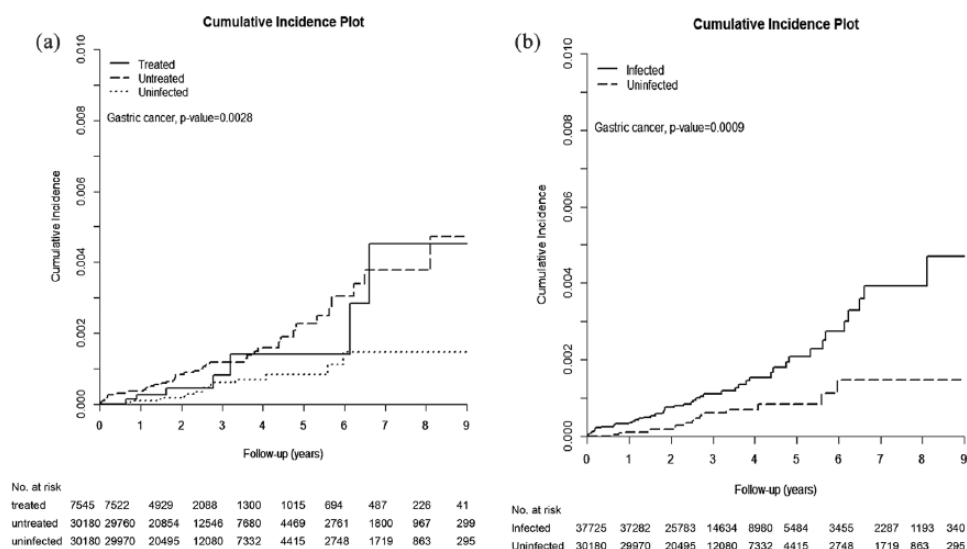 (a)
Cumulative Incidence Plot
Treated
Untreated
Uninfected
Gastric cancer, p-value=0.0028
Cumulative Incidence
0.010
0.008
0.006
0.004
0.002
0.000
0 1 2 3 4 5 6 7 8 9
Follow-up (years)
No. at risk
treated 7545 7522 4929 2088 1300 1015 694 487 226 41
untreated 30180 29760 20854 12546 7680 4469 2761 1800 967 299
uninfected 30180 29970 20495 12080 7332 4415 2748 1719 863 295
(b)
Cumulative Incidence Plot
Infected
Uninfected
Gastric cancer, p-value=0.0009
Cumulative Incidence
0.010
0.008
0.006
0.004
0.002
0.000
0 1 2 3 4 5 6 7 8 9
Follow-up (years)
No. at risk
Infected 37725 37282 25783 14634 8980 5484 3455 2287 1193 340
Uninfected 30180 29970 20495 12080 7332 4415 2748 1719 863 295